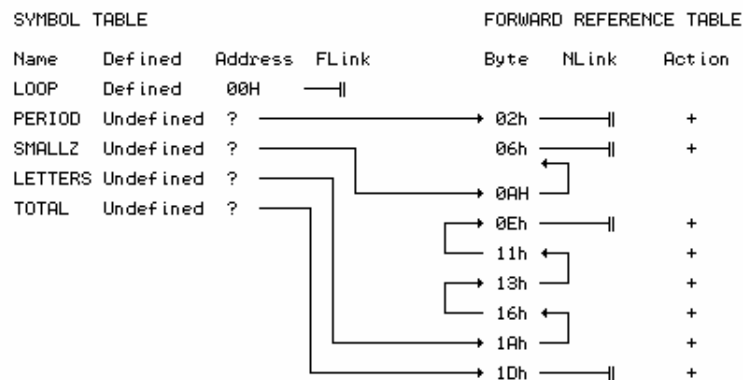 SYMBOL TABLE FORWARD REFERENCE TABLE
Name Defined Address FLink Byte NLink Action
LOOP Defined 00H
PERIOD Undefined ? 02h +
SMALLZ Undefined ? 06h +
LETTERS Undefined ?
0AH
TOTAL Undefined ?
0Eh +
11h +
13h +
16h +
1Ah +
1Dh +